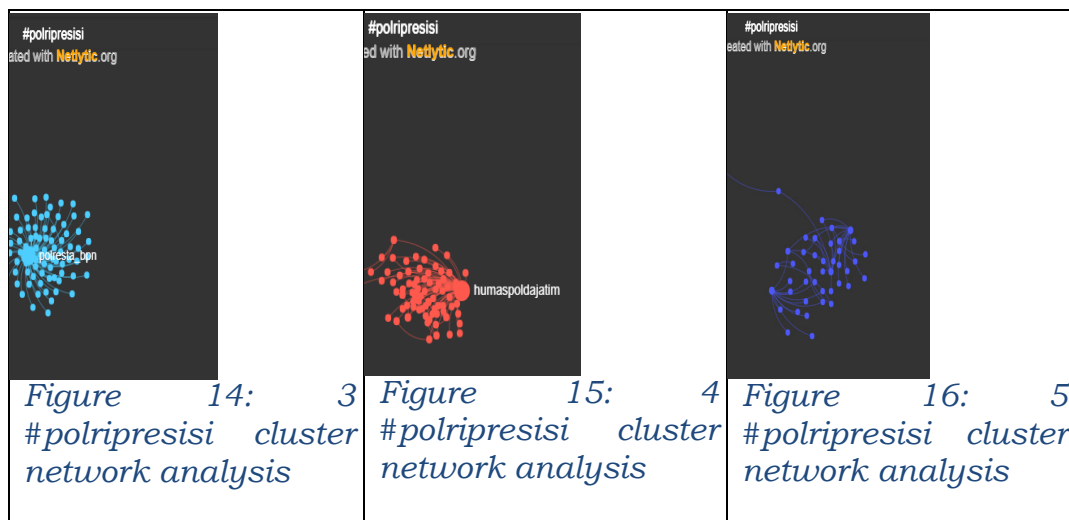 #polripresisi
ated with Netlytic.org
polresta_bpn
Figure 14: 3
#polripresisi cluster
network analysis
#polripresisi
ed with Netlytic.org
humaspoldajatim
Figure 15: 4
#polripresisi cluster
network analysis
#polripresisi
eated with Netlytic.org
Figure 16: 5
#polripresisi cluster
network analysis